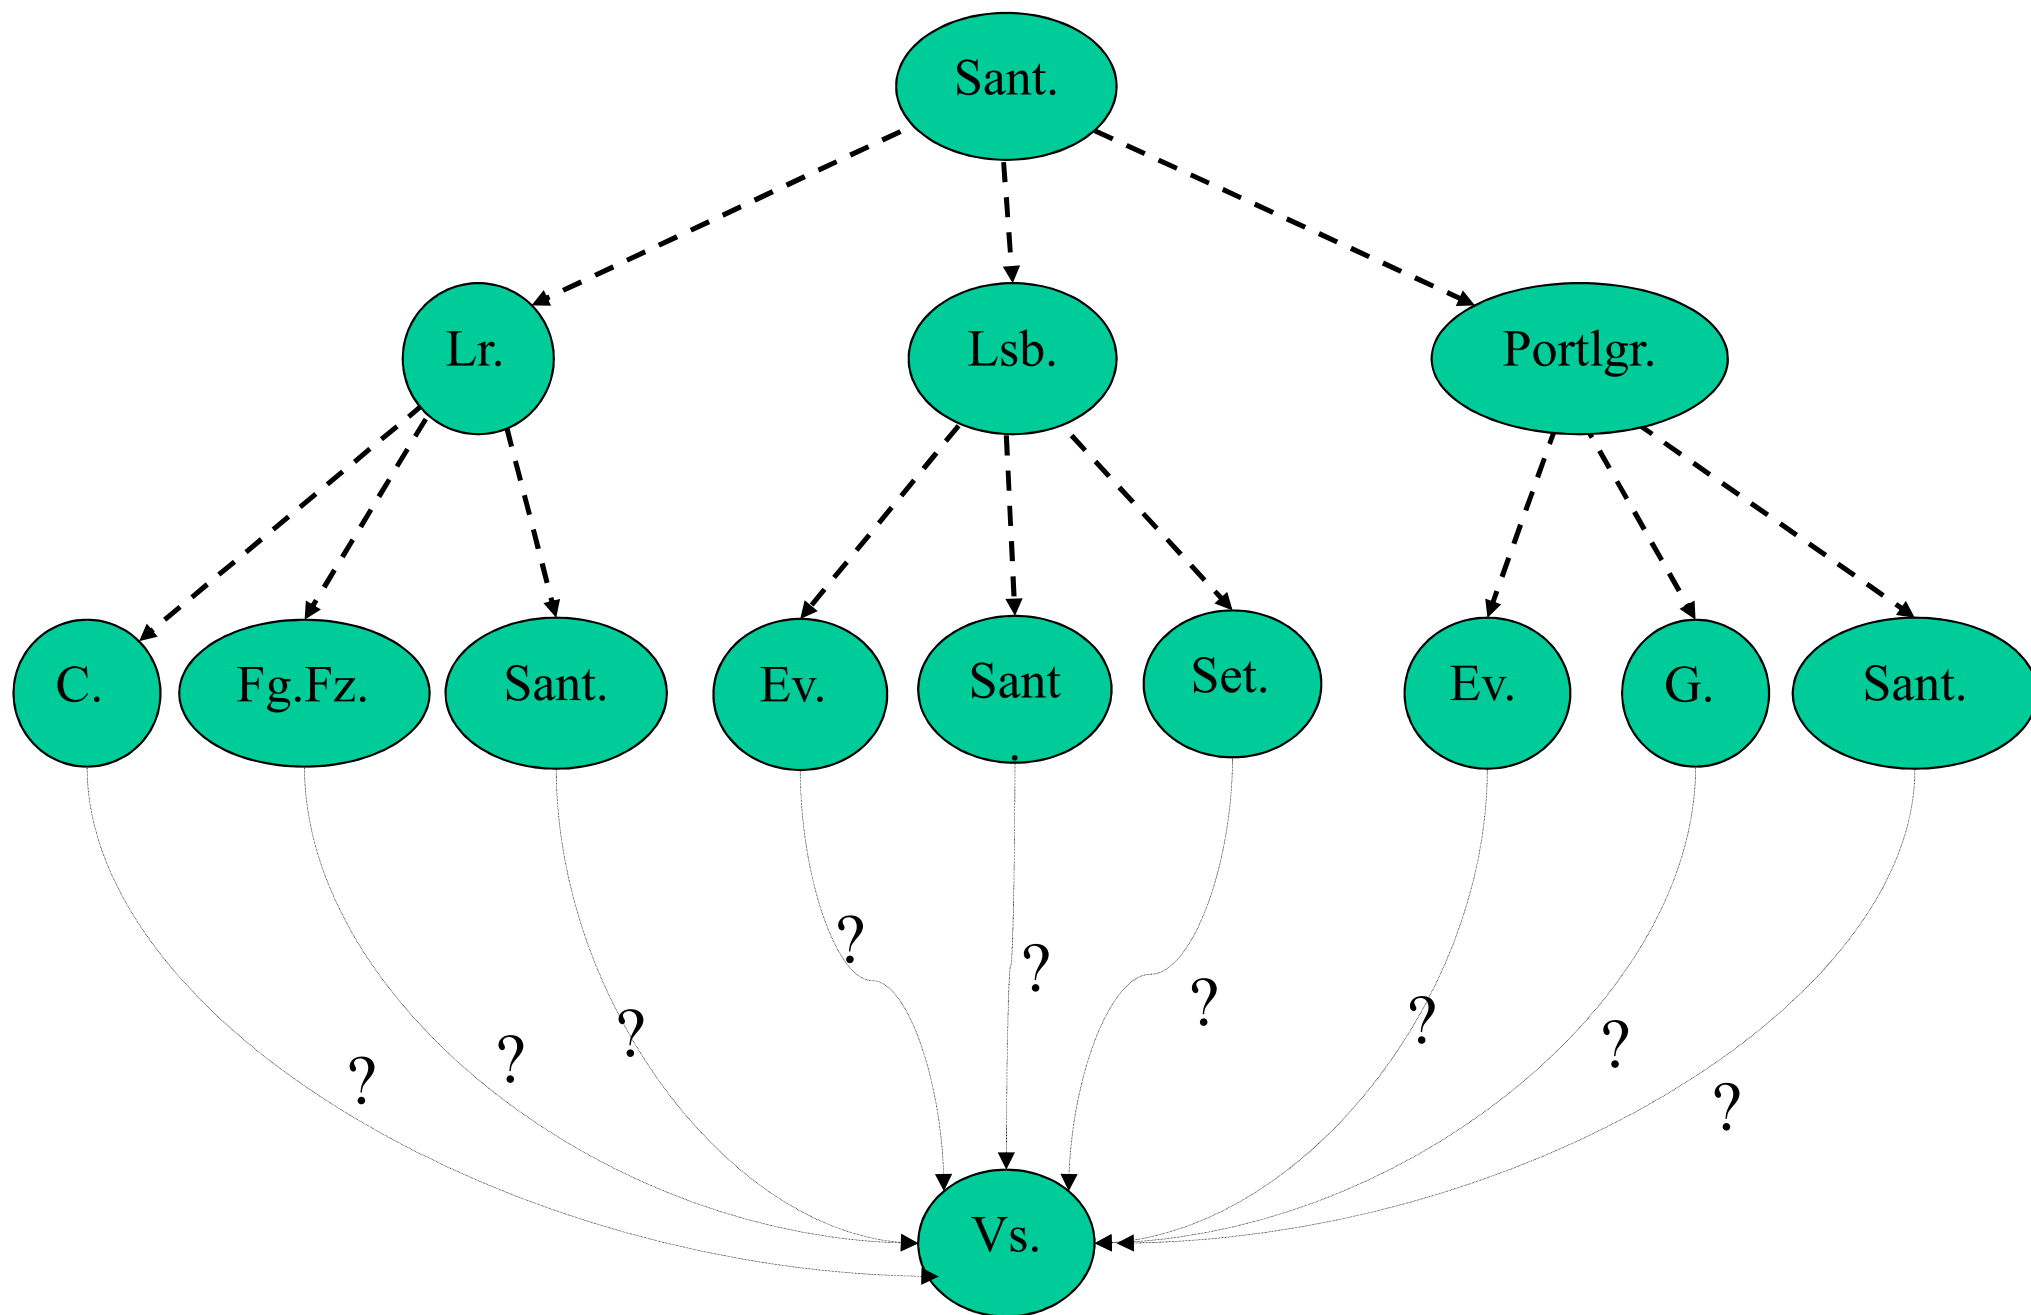 Sant.
Lr.
Lsb.
Portlgr.
C.
Fg.Fz.
Sant.
Ev.
Sant
.
Set.
Ev.
G.
Sant.
?
?
?
?
?
?
?
?
?
Vs.